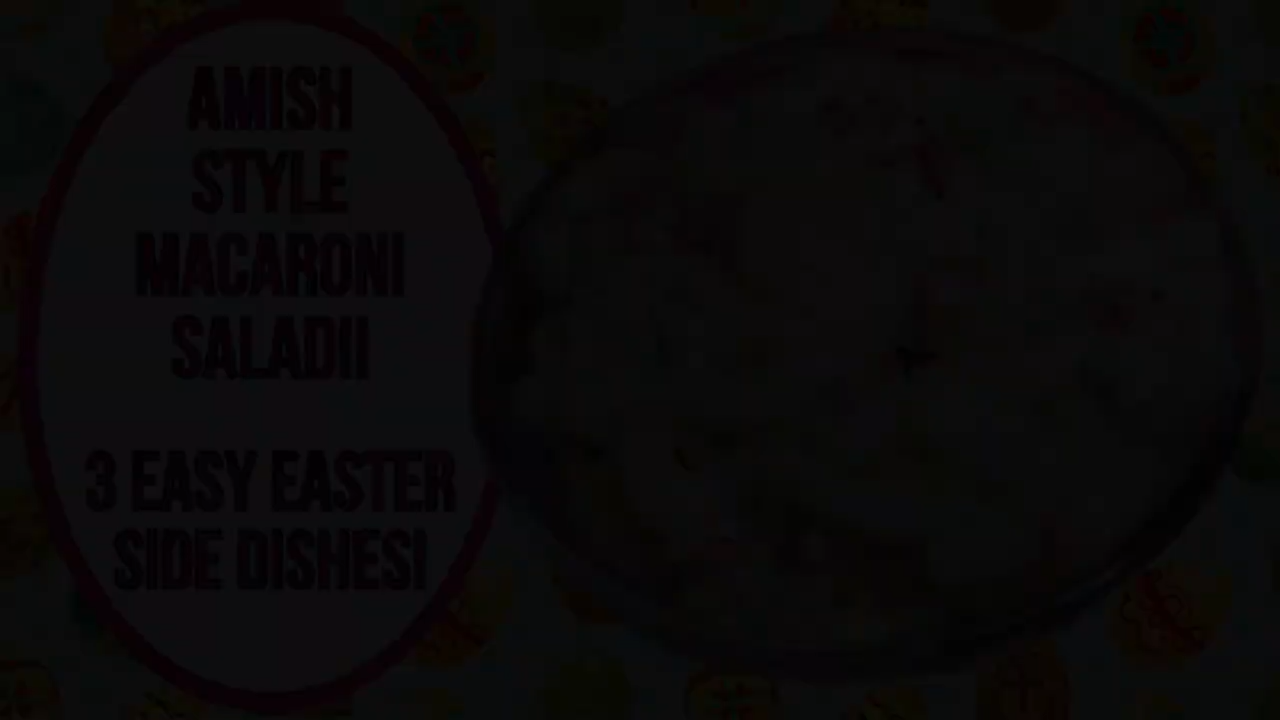 AMISH
STYLE
MACARONI
SALAD!!
3 EASY EASTER
SIDE DISHES!